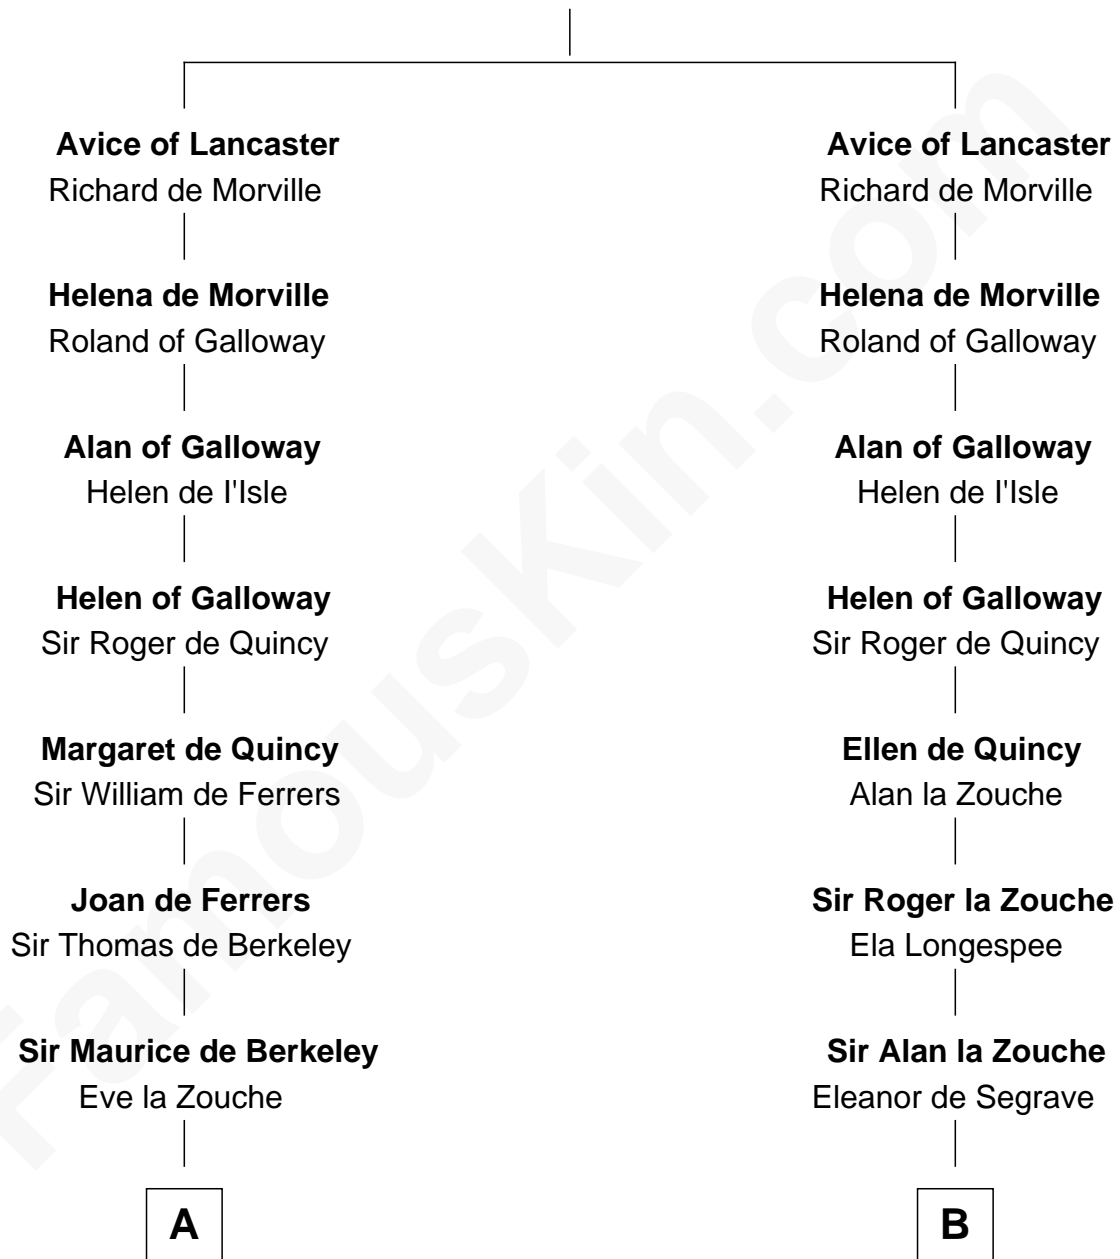 Avice of Lancaster
Richard de Morville
Helena de Morville
Roland of Galloway
Alan of Galloway
Helen de I'Isle
Helen of Galloway
Sir Roger de Quincy
Margaret de Quincy
Sir William de Ferrers
Joan de Ferrers
Sir Thomas de Berkeley
Sir Maurice de Berkeley
Eve la Zouche
A
Avice of Lancaster
Richard de Morville
Helena de Morville
Roland of Galloway
Alan of Galloway
Helen de I'Isle
Helen of Galloway
Sir Roger de Quincy
Ellen de Quincy
Alan la Zouche
Sir Roger la Zouche
Ela Longespee
Sir Alan la Zouche
Eleanor de Segrave
B
FamousKin.com